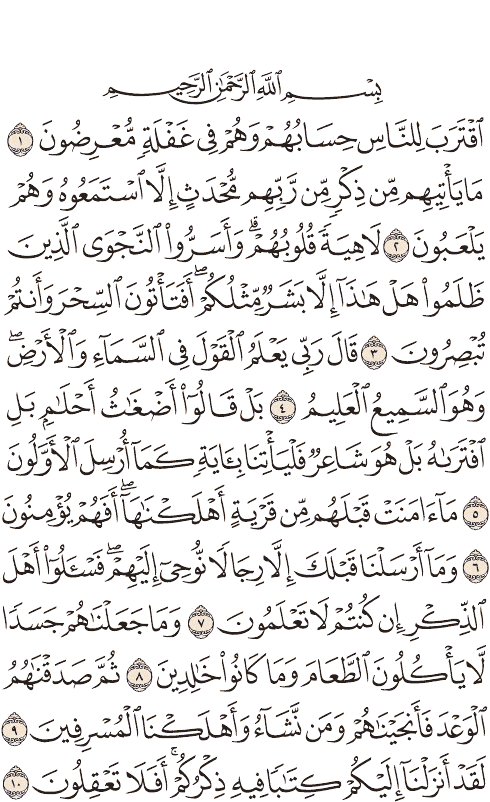 بِسْمِ ٱللَّهِ ٱلرَّحْمَٰنِ ٱلرَّحِيمِ
ٱقْتَرَبَ لِلنَّاسِ حِسَابُهُمْ وَهُمْ فِى غَفْلَةٍ مُّعْرِضُونَ ١
مَا يَأْتِيهِم مِّن ذِكْرٍ مِّن رَّبِّهِم مُّحْدَثٍ إِلَّا ٱسْتَمَعُوهُ وَهُمْ
يَلْعَبُونَ ٢ لَاهِيَةً قُلُوبُهُمْ ۗ وَأَسَرُّوا۟ ٱلنَّجْوَى ٱلَّذِينَ
ظَلَمُوا۟ هَلْ هَٰذَآ إِلَّا بَشَرٌ مِّثْلُكُمْ ۖ أَفَتَأْتُونَ ٱلسِّحْرَ وَأَنتُمْ
تُبْصِرُونَ ٣ قَالَ رَبِّى يَعْلَمُ ٱلْقَوْلَ فِى ٱلسَّمَآءِ وَٱلْأَرْضِ ۖ
وَهُوَ ٱلسَّمِيعُ ٱلْعَلِيمُ ٤ بَلْ قَالُوٓا۟ أَضْغَٰثُ أَحْلَٰمٍۭ بَلِ
ٱفْتَرَىٰهُ بَلْ هُوَ شَاعِرٌ فَلْيَأْتِنَا بِـَٔايَةٍ كَمَآ أُرْسِلَ ٱلْأَوَّلُونَ
٥ مَآ ءَامَنَتْ قَبْلَهُم مِّن قَرْيَةٍ أَهْلَكْنَٰهَآ ۖ أَفَهُمْ يُؤْمِنُونَ
٦ وَمَآ أَرْسَلْنَا قَبْلَكَ إِلَّا رِجَالًا نُّوحِىٓ إِلَيْهِمْ ۖ فَسْـَٔلُوٓا۟ أَهْلَ
ٱلذِّكْرِ إِن كُنتُمْ لَا تَعْلَمُونَ ٧ وَمَا جَعَلْنَٰهُمْ جَسَدًا
لَّا يَأْكُلُونَ ٱلطَّعَامَ وَمَا كَانُوا۟ خَٰلِدِينَ ٨ ثُمَّ صَدَقْنَٰهُمُ
ٱلْوَعْدَ فَأَنجَيْنَٰهُمْ وَمَن نَّشَآءُ وَأَهْلَكْنَا ٱلْمُسْرِفِينَ ٩
لَقَدْ أَنزَلْنَآ إِلَيْكُمْ كِتَٰبًا فِيهِ ذِكْرُكُمْ ۖ أَفَلَا تَعْقِلُونَ ١٠